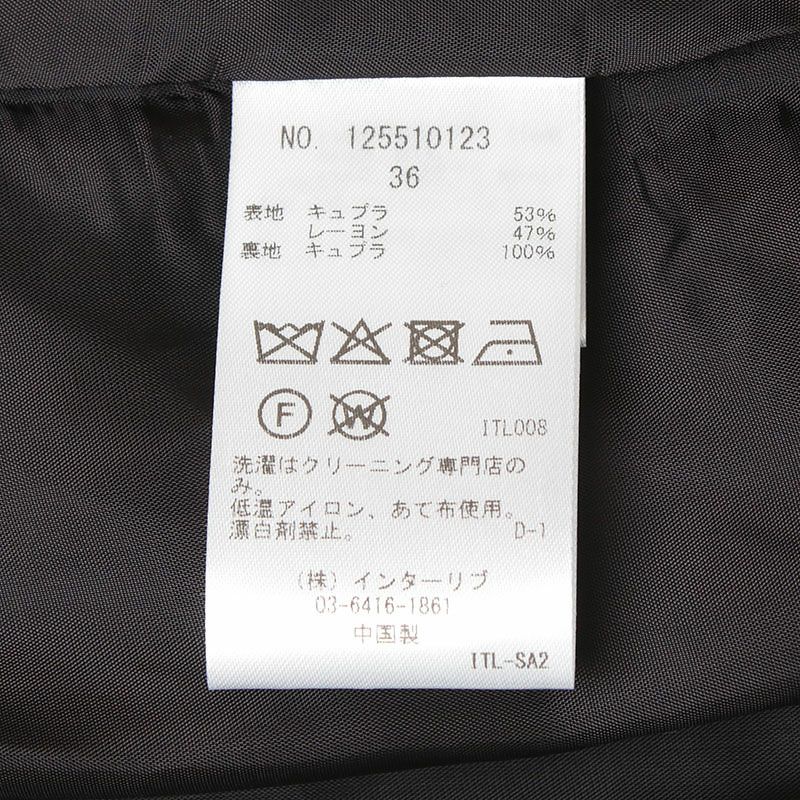 NO. 125510123
36
表地 キュプラ 53%
レーヨン 47%
裏地 キュプラ 100%
F W ITL008
洗濯はクリーニング専門店の
み。
低温アイロン、あて布使用。
漂白剤禁止。 D-1
(株)インターリブ
03-6416-1861
中国製
ITL-SA2